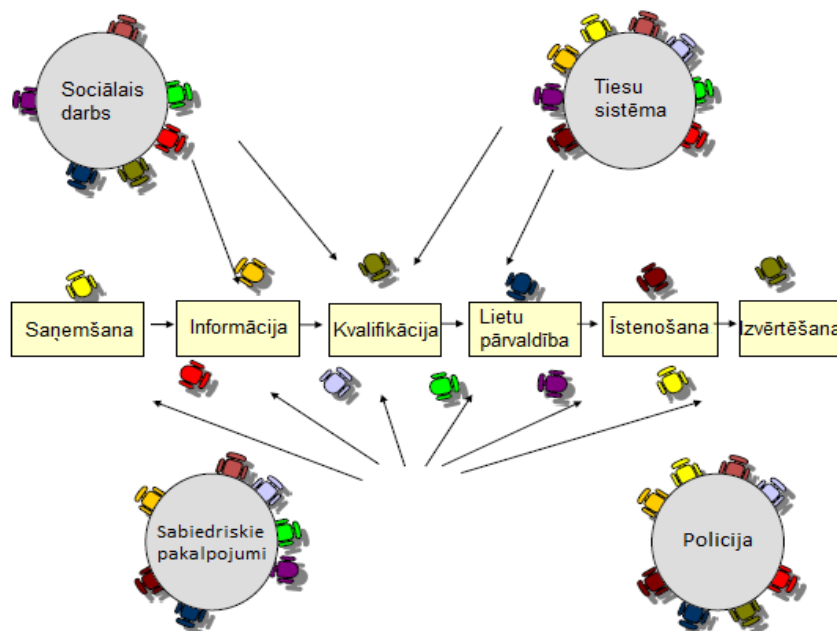 Sociālais
darbs
Tiesu
sistēma
Saņemšana
Informācija
Kvalifikācija
Lietu
pārvaldība
Īstenošana
Izvērtēšana
Sabiedriskie
pakalpojumi
Policija